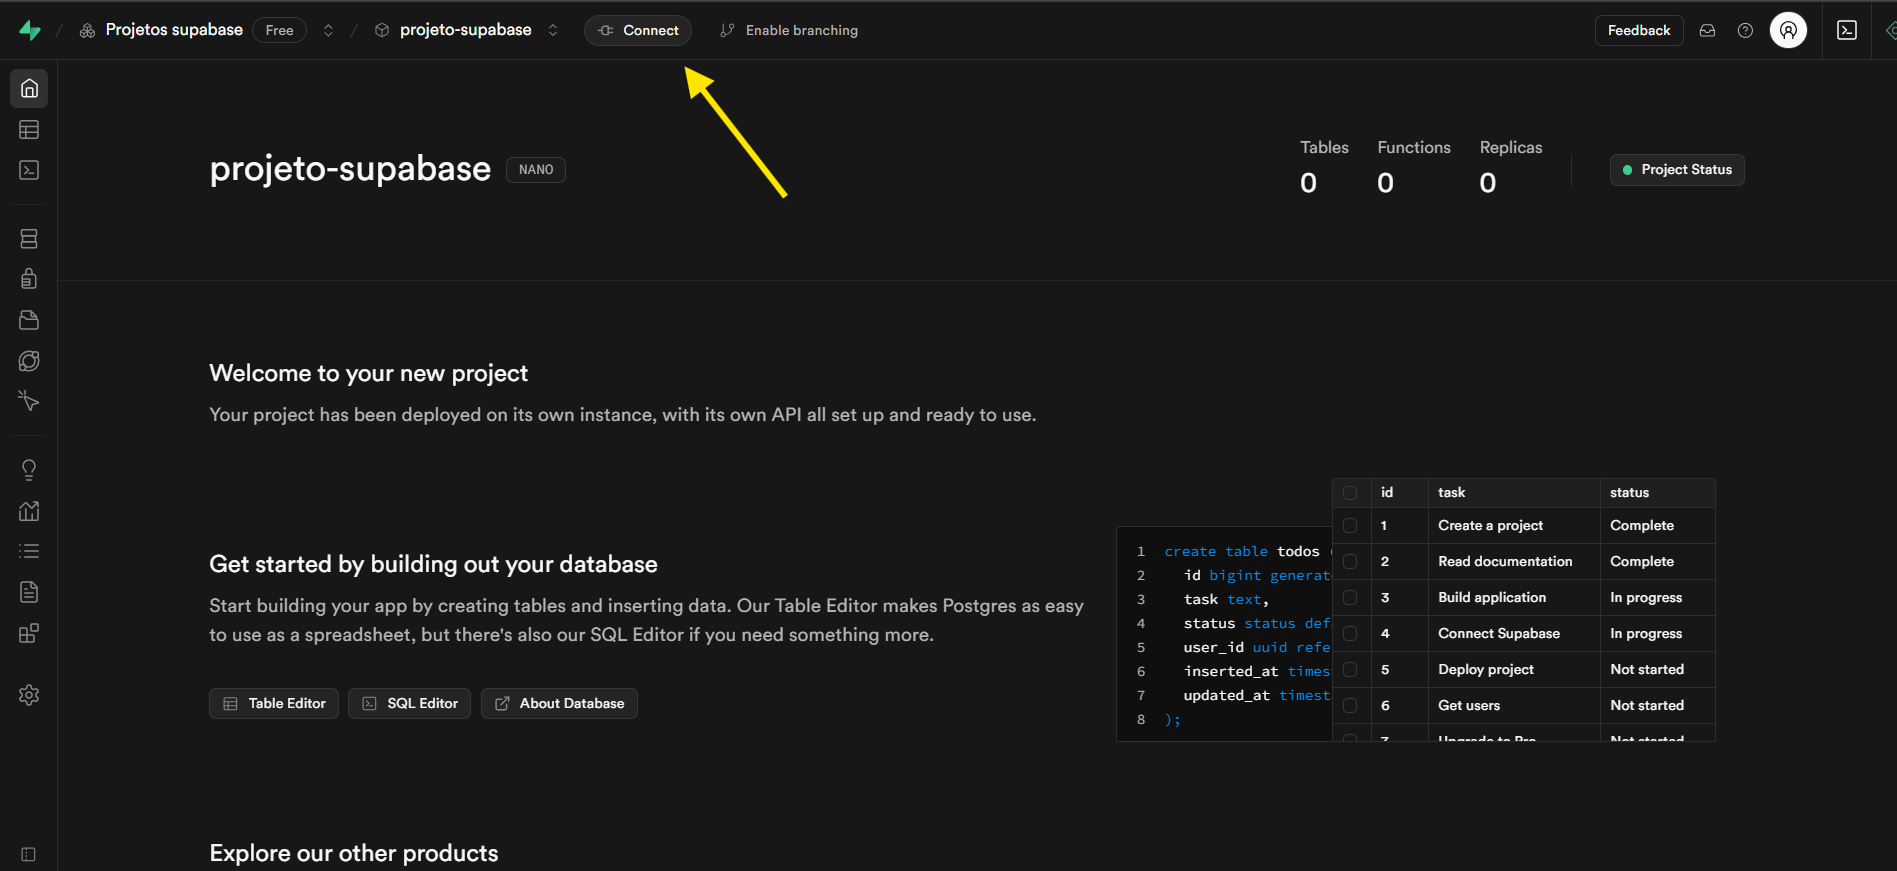 Projetos supabase Free projeto-supabase Connect Enable branching Feedback
projeto-supabase NANO
Tables Functions Replicas
0 0 0
Project Status
Welcome to your new project
Your project has been deployed on its own instance, with its own API all set up and ready to use.
Get started by building out your database
Start building your app by creating tables and inserting data. Our Table Editor makes Postgres as easy
to use as a spreadsheet, but there's also our SQL Editor if you need something more.
Table Editor SQL Editor About Database
1 create table todos (
2 id bigint generat
3 task text,
4 status status def
5 user_id uuid refe
6 inserted_at times
7 updated_at timest
8 );
id task status
1 Create a project Complete
2 Read documentation Complete
3 Build application In progress
4 Connect Supabase In progress
5 Deploy project Not started
6 Get users Not started
7 Upgrade to Pro Not started
Explore our other products